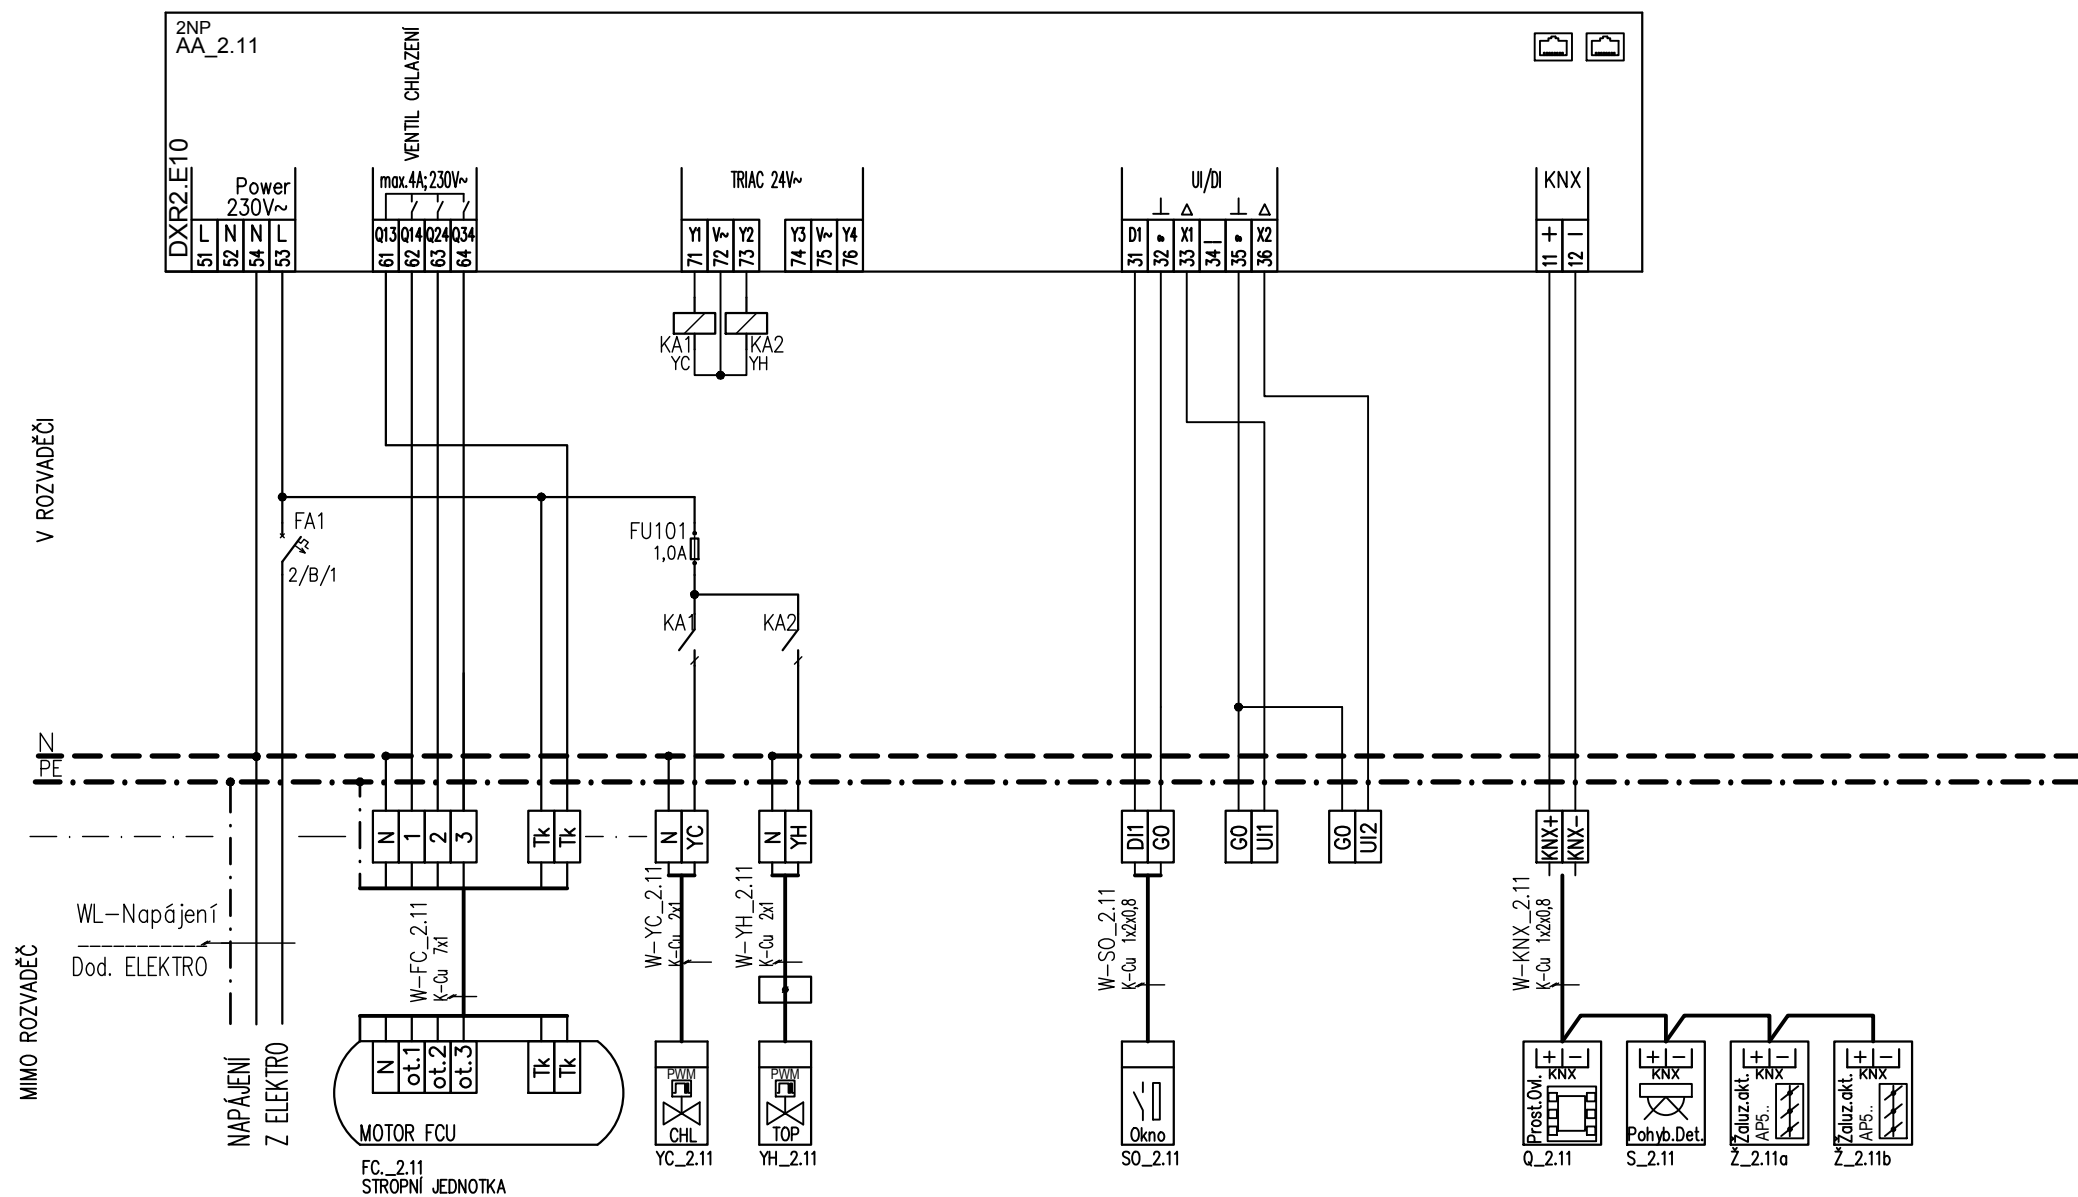 2NP
AA_2.11
DXR2.E10
Power
230V~
L N N L
51 52 54 53
VENTIL CHLAZENÍ
max.4A;230V~
Q13 Q14 Q24 Q34
61 62 63 64
TRIAC 24V~
Y1 V~ Y2 Y3 V~ Y4
71 72 73 74 75 76
UI/DI
D1 X1 X2
31 32 33 34 35 36
KNX
+ −
11 12
KA1
YC
KA2
YH
V ROZVADĚČI
FA1
2/B/1
FU101
1,0A
KA1
KA2
N
PE
N 1 2 3 Tk Tk
N YC
N YH
DI1 G0
G0 UI1
G0 UI2
KNX+ KNX-
MIMO ROZVADĚČ
WL-Napájení
Dod. ELEKTRO
W-FC_2.11
K-Cu 7x1
W-YC_2.11
K-Cu 2x1
W-YH_2.11
K-Cu 2x1
W-SO_2.11
K-Cu 1x2x0,8
W-KNX_2.11
K-Cu 1x2x0,8
NAPÁJENÍ
Z ELEKTRO
N ot.1 ot.2 ot.3 Tk Tk
MOTOR FCU
FC._2.11
STROPNÍ JEDNOTKA
PWM
CHL
YC_2.11
PWM
TOP
YH_2.11
Okno
SO_2.11
+ −
KNX
Prost.Ovl.
Q_2.11
+ −
KNX
Pohyb.Det.
S_2.11
+ −
KNX
Žaluz.akt.
AP5..
Ž_2.11a
+ −
KNX
Žaluz.akt.
AP5..
Ž_2.11b